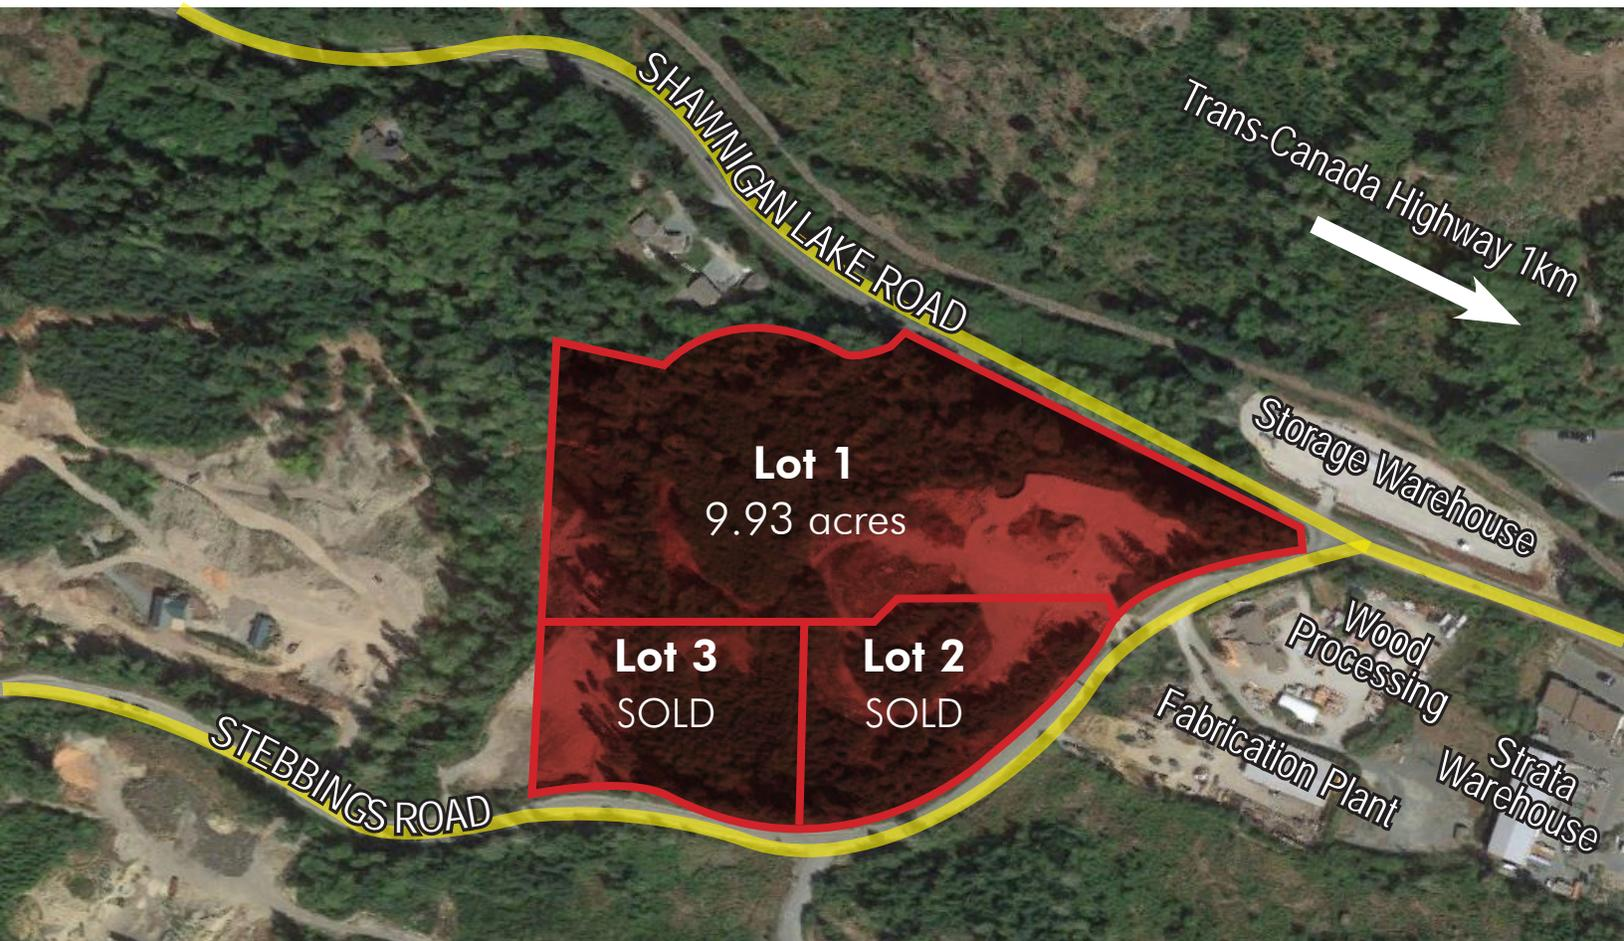 SHAWNIGAN LAKE ROAD
Trans-Canada Highway 1km
Storage Warehouse
Lot 1
9.93 acres
Lot 3
SOLD
Lot 2
SOLD
Wood
Processing
Fabrication Plant
Strata
Warehouse
STEBBINGS ROAD